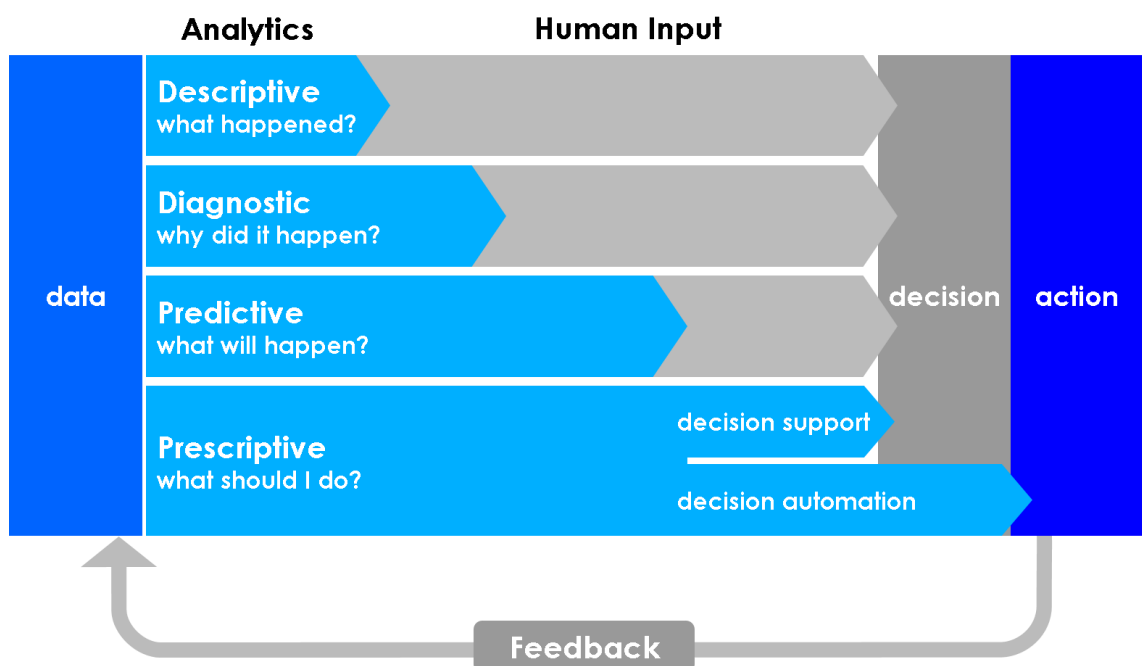 Analytics
Human Input
Descriptive
what happened?
Diagnostic
why did it happen?
data
Predictive
what will happen?
decision
action
Prescriptive
what should I do?
decision support
decision automation
Feedback